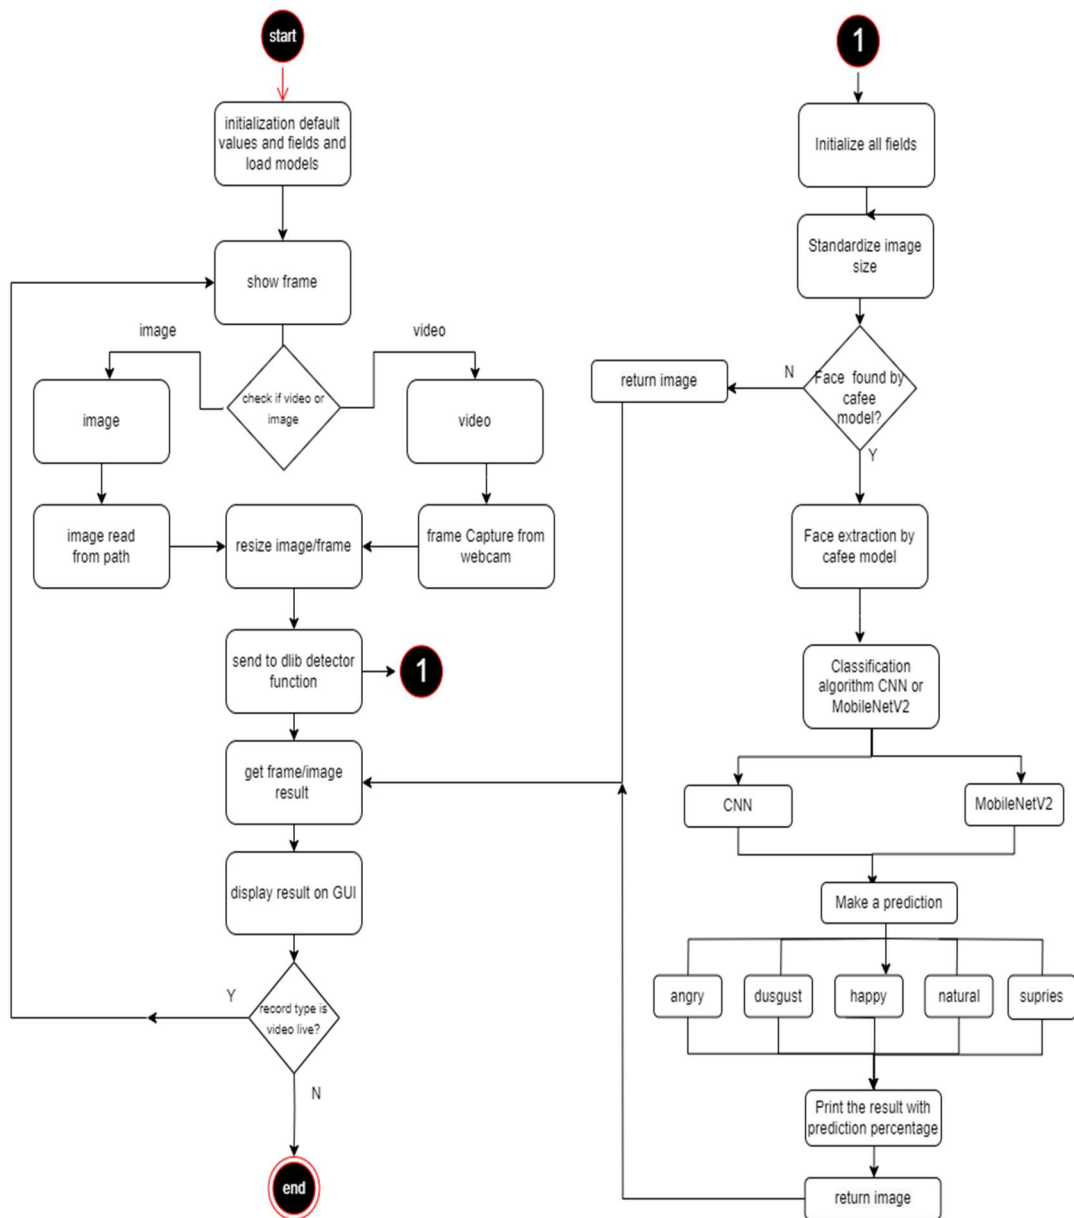 start
initialization default
values and fields and
load models
show frame
image
video
check if video or
image
image
video
image read
from path
resize image/frame
frame Capture from
webcam
send to dlib detector
function
1
get frame/image
result
display result on GUI
record type is
video live?
Y
N
end
1
Initialize all fields
Standardize image
size
Face found by
cafee
model?
N
return image
Y
Face extraction by
cafee model
Classification
algorithm CNN or
MobileNetV2
CNN
MobileNetV2
Make a prediction
angry
dusgust
happy
natural
supries
Print the result with
prediction percentage
return image